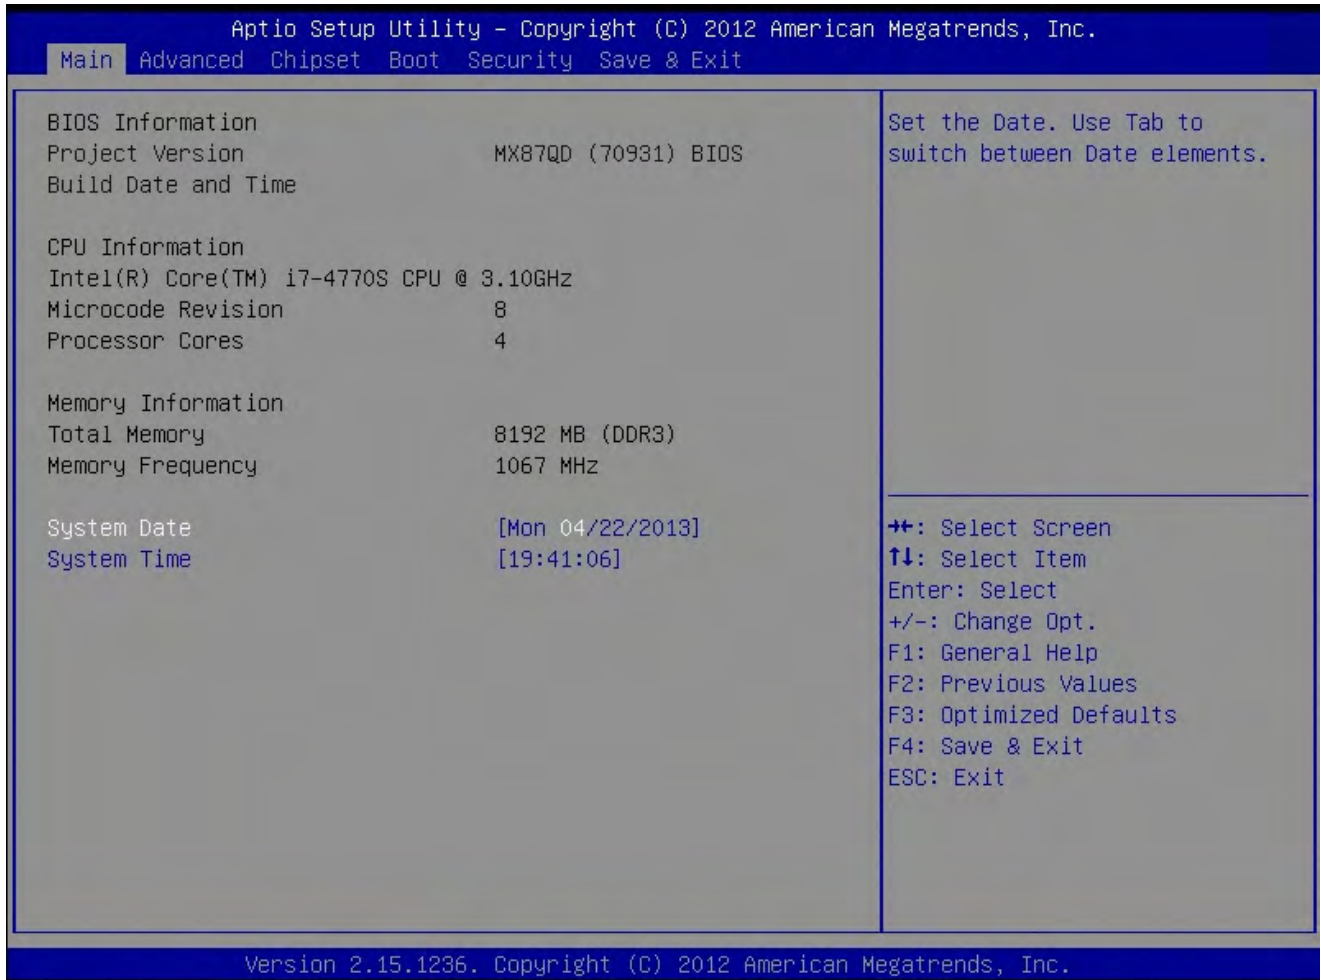 Aptio Setup Utility – Copyright (C) 2012 American Megatrends, Inc.
Main Advanced Chipset Boot Security Save & Exit
BIOS Information
Project Version MX87QD (70931) BIOS
Build Date and Time
CPU Information
Intel(R) Core(TM) i7-4770S CPU @ 3.10GHz
Microcode Revision 8
Processor Cores 4
Memory Information
Total Memory 8192 MB (DDR3)
Memory Frequency 1067 MHz
System Date [Mon 04/22/2013]
System Time [19:41:06]
Set the Date. Use Tab to
switch between Date elements.
→←: Select Screen
↑↓: Select Item
Enter: Select
+/-: Change Opt.
F1: General Help
F2: Previous Values
F3: Optimized Defaults
F4: Save & Exit
ESC: Exit
Version 2.15.1236. Copyright (C) 2012 American Megatrends, Inc.